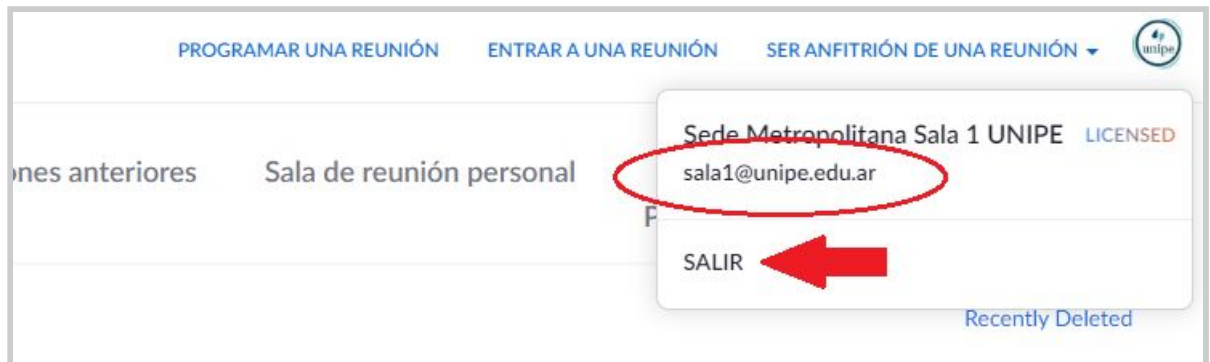 PROGRAMAR UNA REUNIÓN ENTRAR A UNA REUNIÓN SER ANFITRIÓN DE UNA REUNIÓN
unipe
Sede Metropolitana Sala 1 UNIPE LICENSED
ones anteriores Sala de reunión personal
sala1@unipe.edu.ar
P
SALIR
Recently Deleted